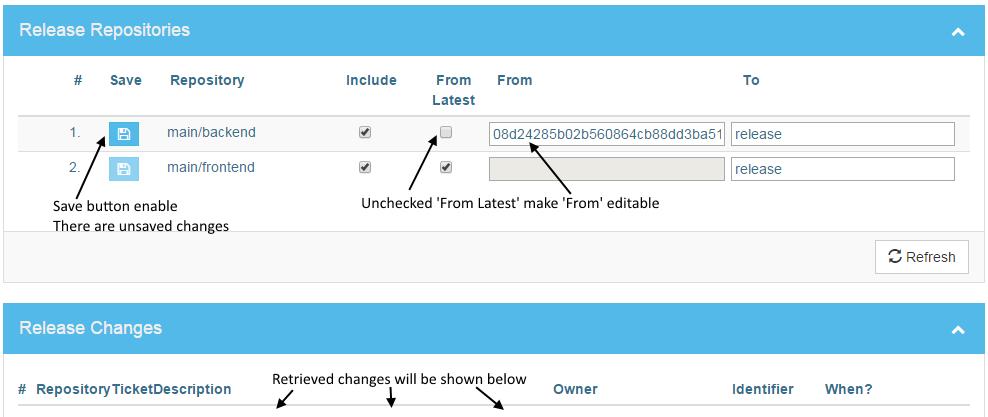 Release Repositories
# Save Repository Include From Latest From To
1. main/backend 08d24285b02b560864cb88dd3ba51 release
2. main/frontend release
Save button enable
There are unsaved changes
Unchecked 'From Latest' make 'From' editable
Refresh
Release Changes
# Repository Ticket Description Owner Identifier When?
Retrieved changes will be shown below